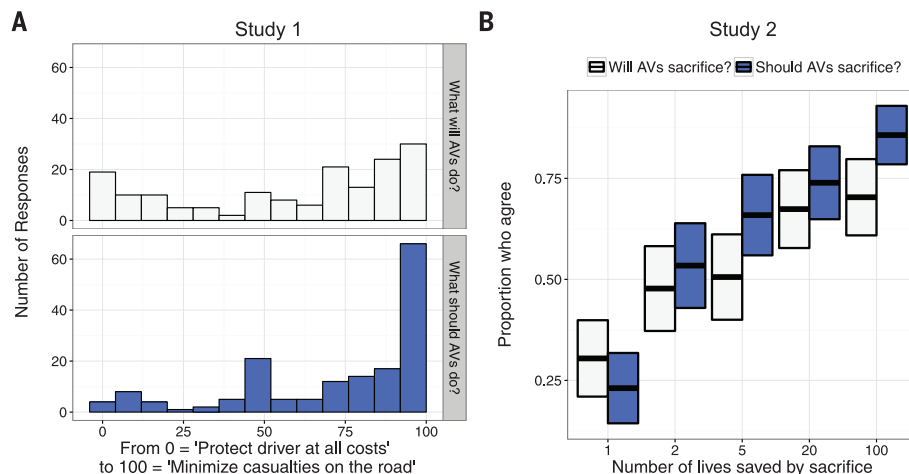 A
Study 1
60
40
20
0
What will AVs do?
Number of Responses
60
40
20
0
What should AVs do?
0 25 50 75 100
From 0 = 'Protect driver at all costs'
to 100 = 'Minimize casualties on the road'
B
Study 2
Will AVs sacrifice? Should AVs sacrifice?
Proportion who agree
0.75
0.50
0.25
1 2 5 20 100
Number of lives saved by sacrifice